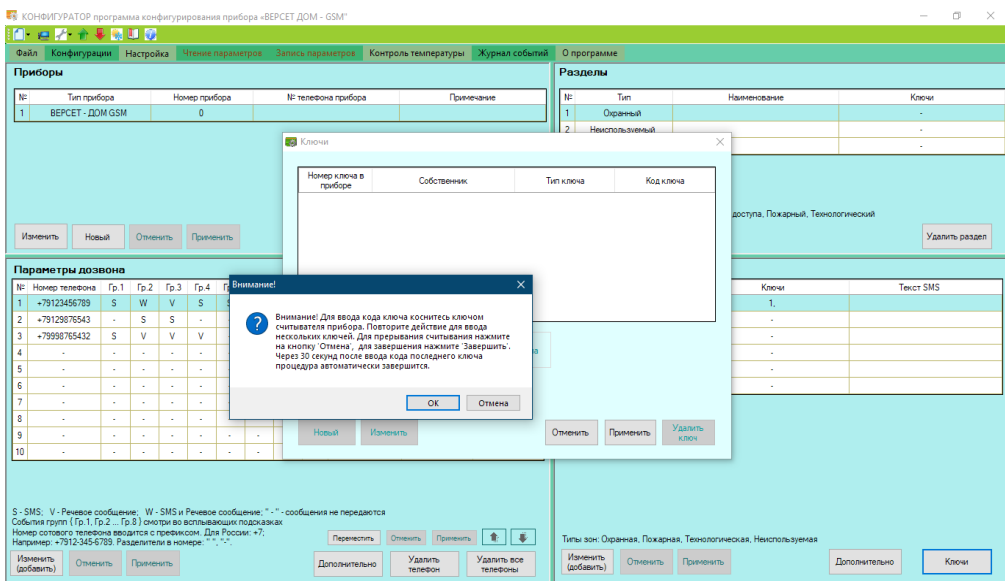 КОНФИГУРАТОР программа конфигурирования прибора «ВЕРСЕТ ДОМ - GSM"
Файл Конфигурации Настройка Чтение параметров Запись параметров Контроль температуры Журнал событий О программе
Приборы
№ Тип прибора Номер прибора № телефона прибора Примечание
1 ВЕРСЕТ - ДОМ GSM 0
Изменить Новый Отменить Применить
Разделы
№ Тип Наименование Ключи
1 Охранный -
2 Неиспользуемый -
-
доступа, Пожарный, Технологический
Удалить раздел
Ключи
Номер ключа в приборе Собственник Тип ключа Код ключа
Новый Изменить Отменить Применить Удалить ключ
Внимание!
Внимание! Для ввода кода ключа коснитесь ключом
считывателя прибора. Повторите действие для ввода
нескольких ключей. Для прерывания считывания нажмите
на кнопку 'Отмена', для завершения нажмите 'Завершить'.
Через 30 секунд после ввода кода последнего ключа
процедура автоматически завершится.
ОК Отмена
Параметры дозвона
№ Номер телефона Гр.1 Гр.2 Гр.3 Гр.4
1 +79123456789 S W V S
2 +79129876543 - S S -
3 +79998765432 S V V -
4 - - - - -
5 - - - - -
6 - - - - -
7 - - - - -
8 - - - - -
9 - - - - - - -
10 - - - - - - -
S - SMS; V - Речевое сообщение; W - SMS и Речевое сообщение; " - " - сообщения не передаются
События групп ( Гр.1, Гр.2 ... Гр.8 ) смотри во всплывающих подсказках
Номер сотового телефона вводится с префиксом. Для России: +7;
Например: +7912-345-6789. Разделители в номере: " ", "-".
Переместить Отменить Применить
Изменить (добавить) Отменить Применить Дополнительно Удалить телефон Удалить все телефоны
Ключи Текст SMS
1,
-
-
-
-
-
Типы зон: Охранная, Пожарная, Технологическая, Неиспользуемая
Изменить (добавить) Отменить Применить Дополнительно Ключи